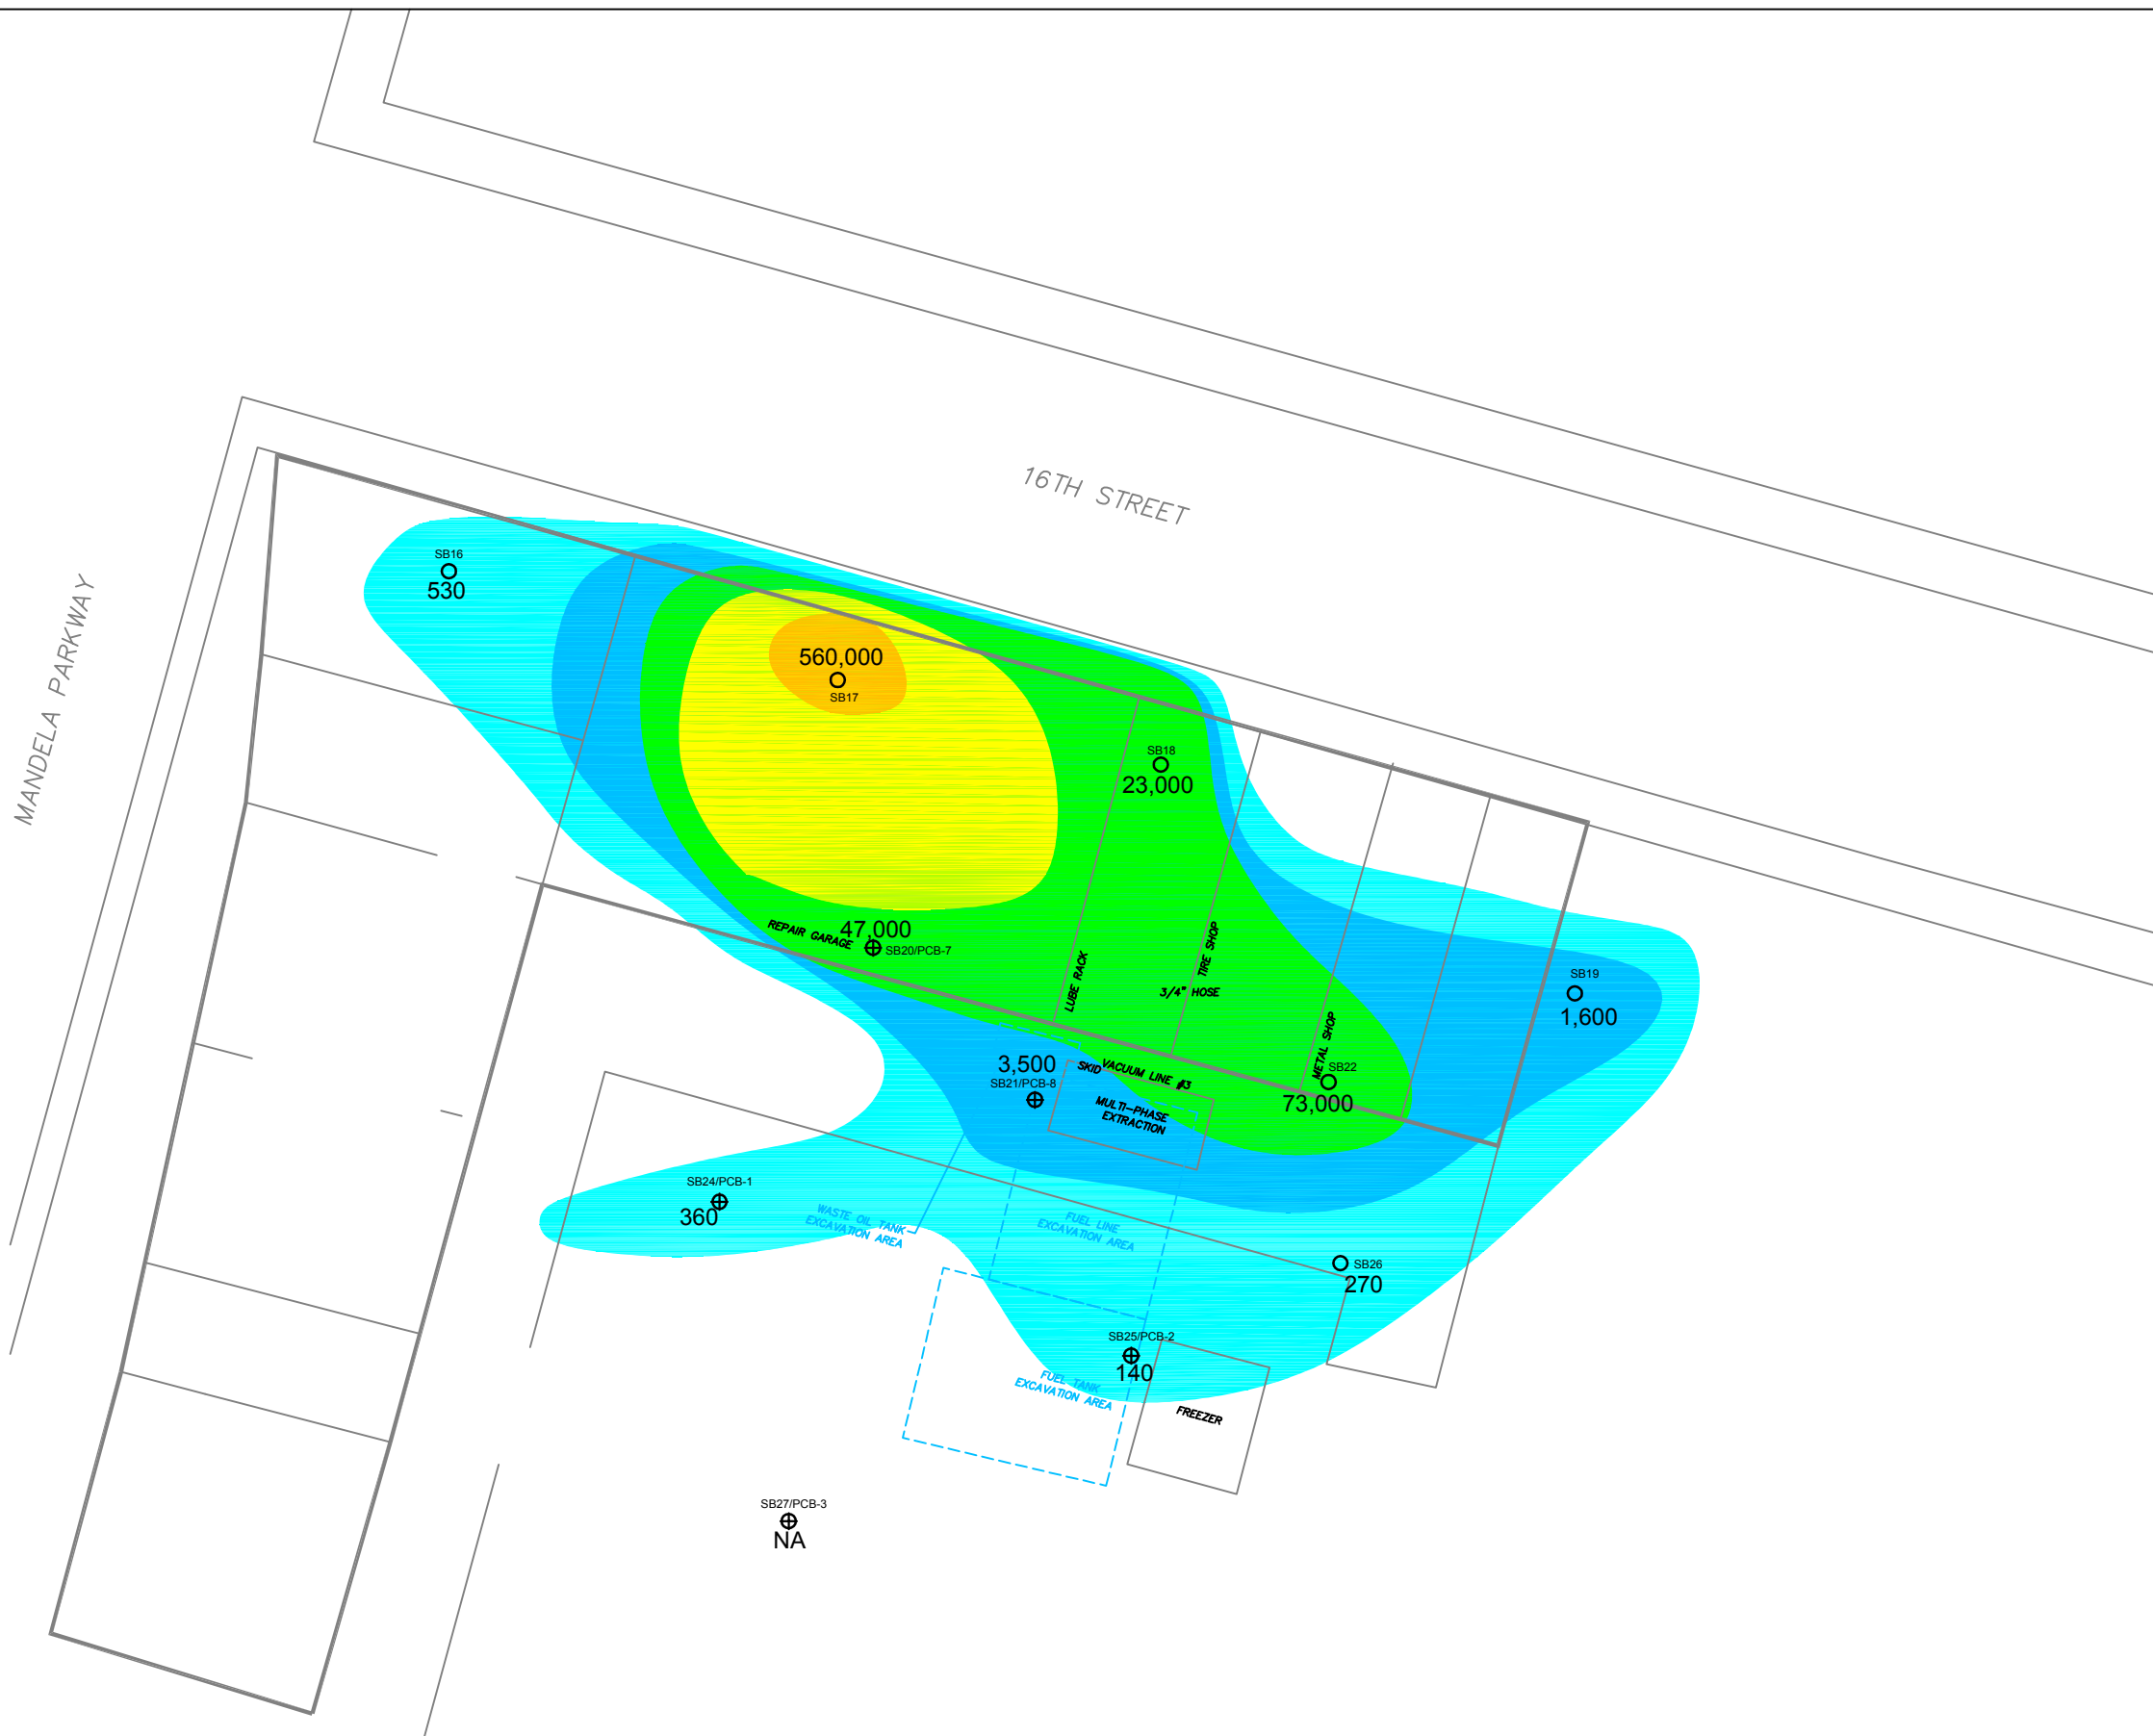 16TH STREET
MANDELA PARKWAY
SB16
530
560,000
SB17
SB18
23,000
47,000
REPAIR GARAGE
SB20/PCB-7
LUBE RACK
TIRE SHOP
3/4" HOSE
METAL SHOP
SB19
1,600
3,500
SB21/PCB-8
SKID
VACUUM LINE #3
MULTI-PHASE
EXTRACTION
SB22
73,000
SB24/PCB-1
360
WASTE OIL TANK
EXCAVATION AREA
FUEL LINE
EXCAVATION AREA
SB26
270
SB25/PCB-2
140
FUEL TANK
EXCAVATION AREA
FREEZER
SB27/PCB-3
NA